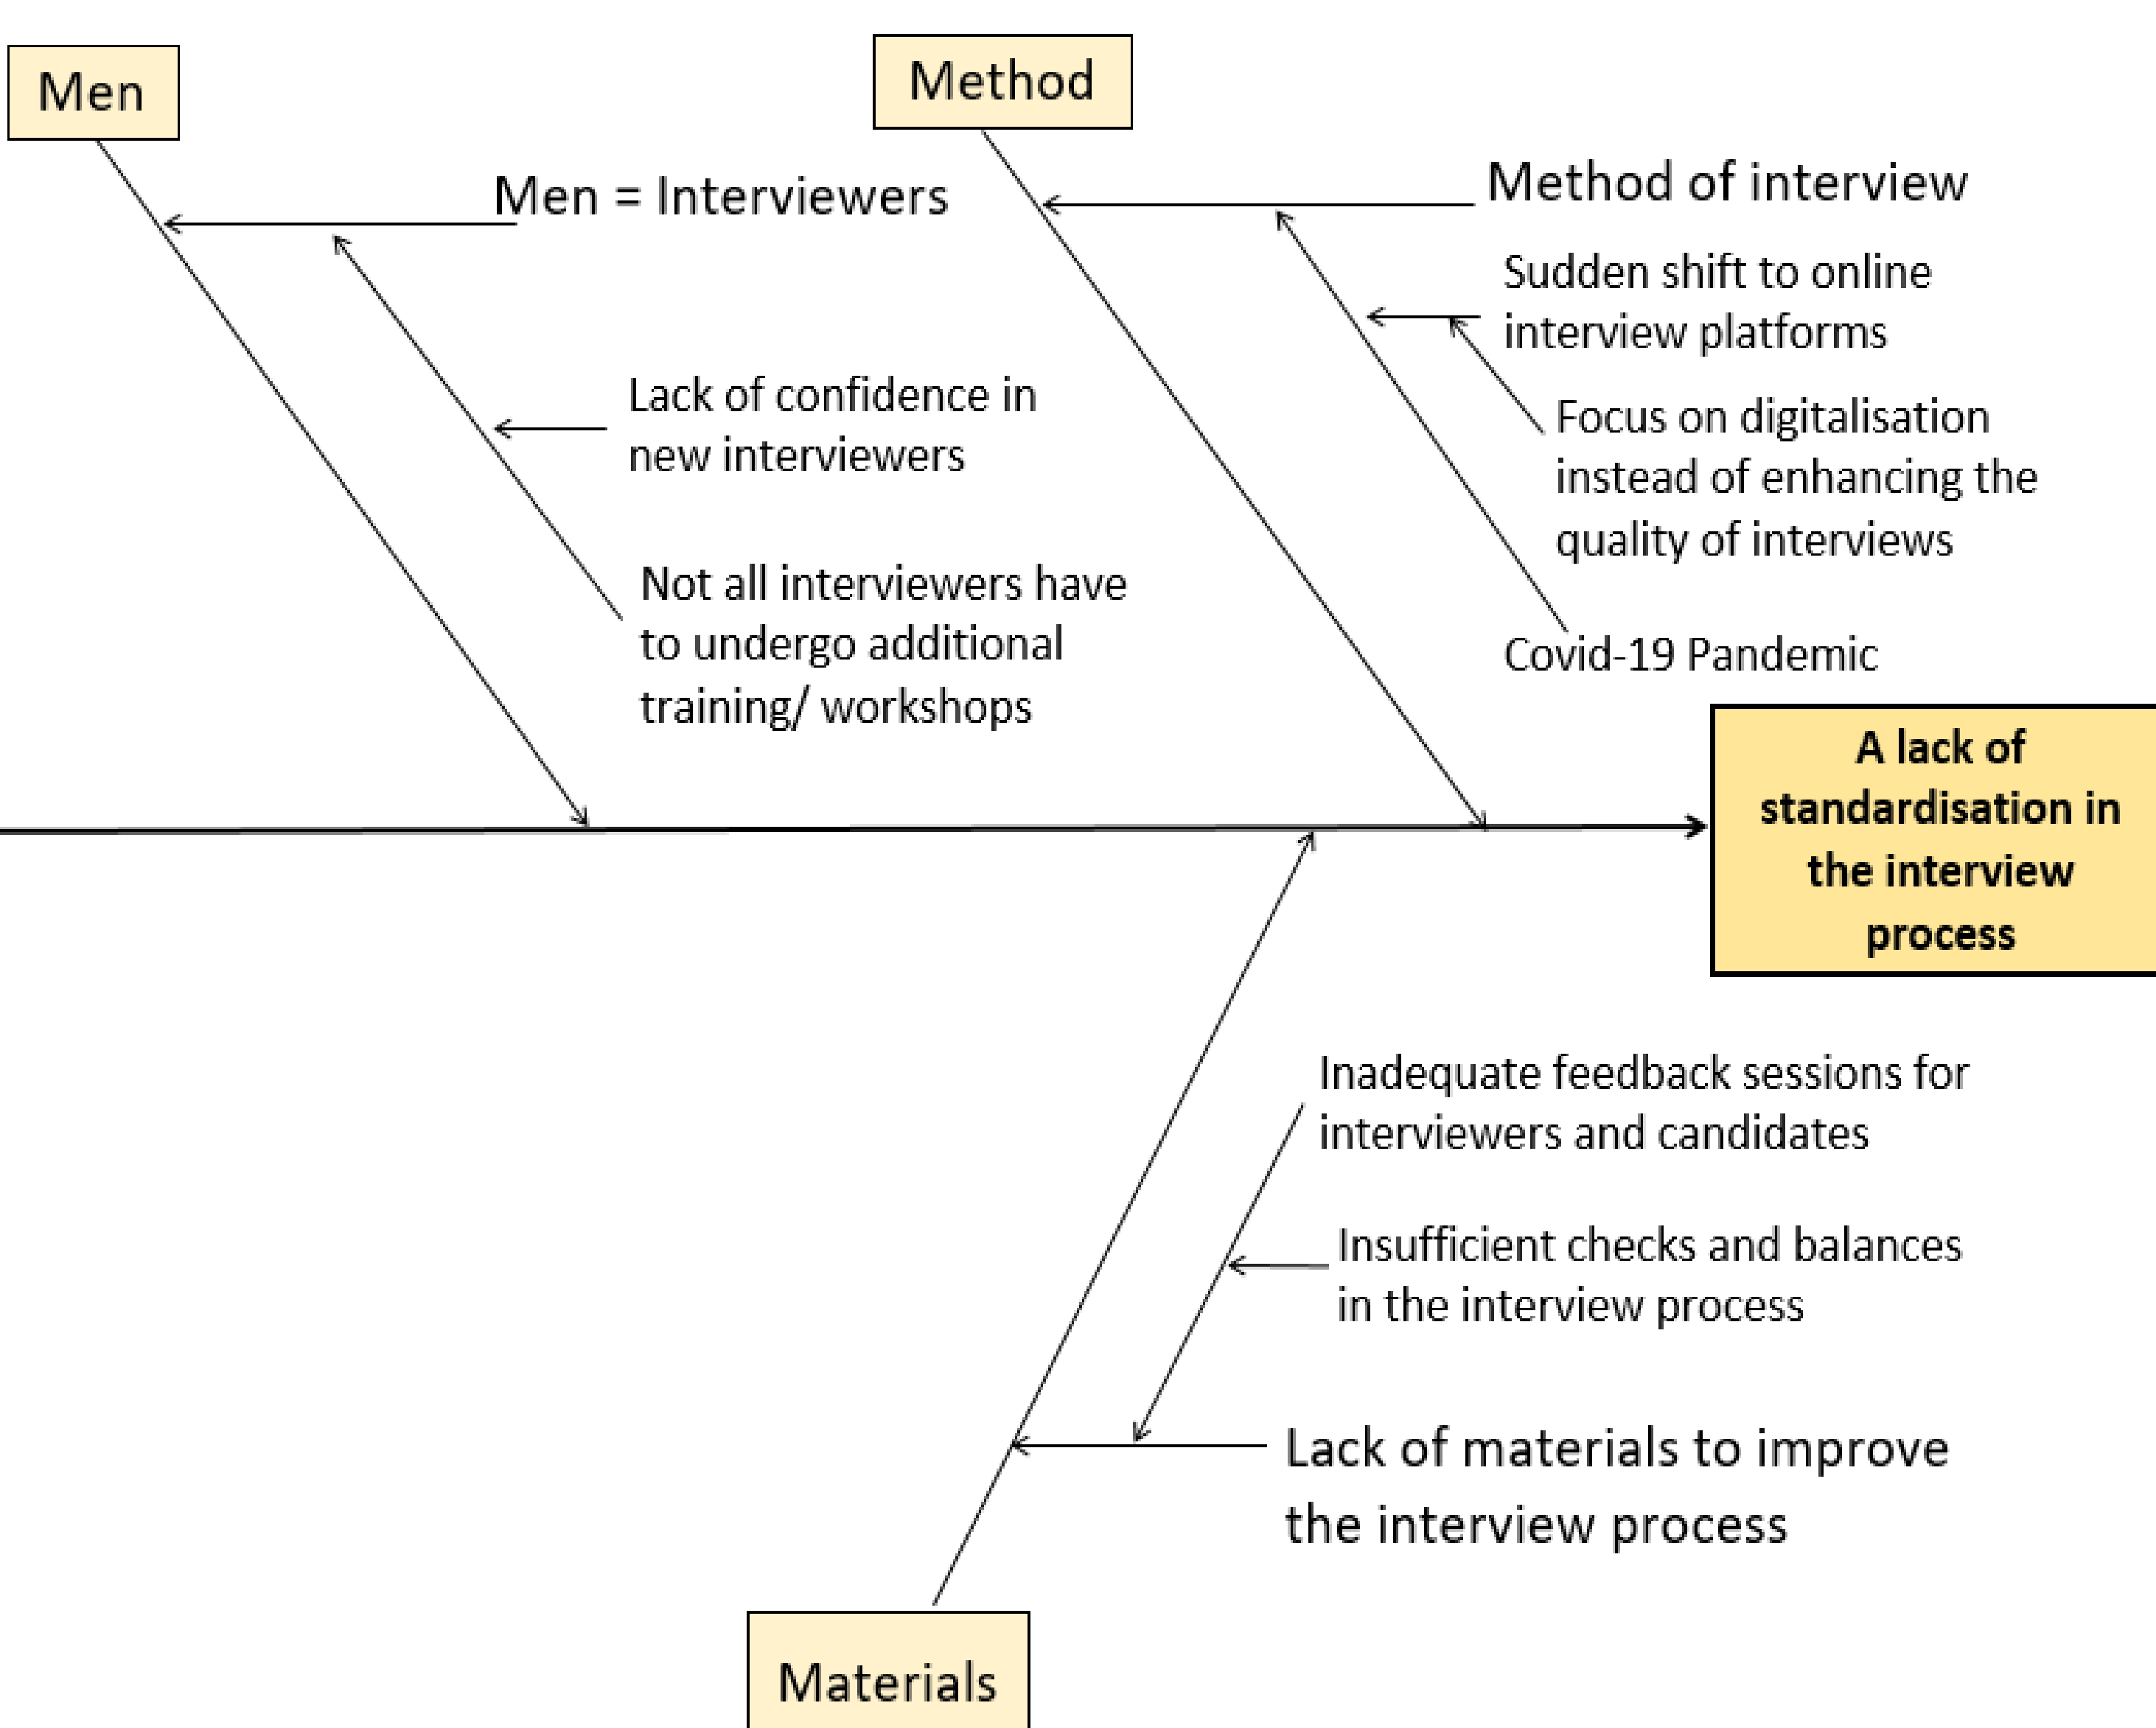 Men
Method
Men = Interviewers
Method of interview
Sudden shift to online
interview platforms
Lack of confidence in
new interviewers
Focus on digitalisation
instead of enhancing the
quality of interviews
Not all interviewers have
to undergo additional
training/ workshops
Covid-19 Pandemic
A lack of
standardisation in
the interview
process
Inadequate feedback sessions for
interviewers and candidates
Insufficient checks and balances
in the interview process
Lack of materials to improve
the interview process
Materials